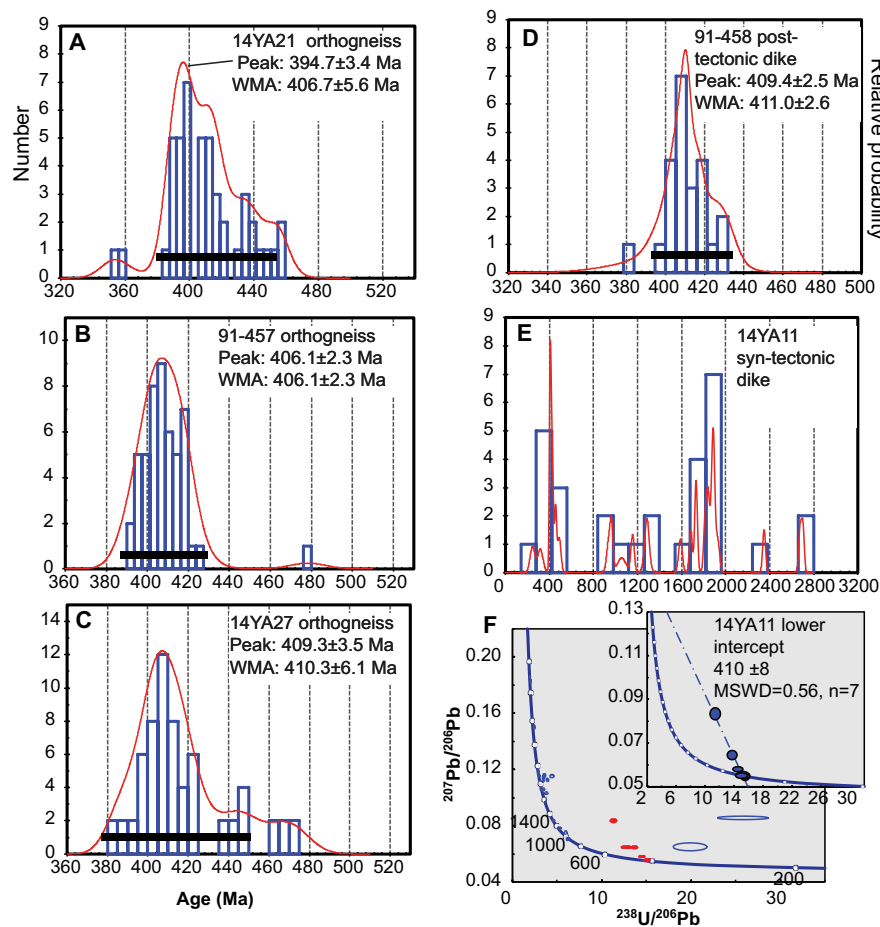 A
14YA21 orthogneiss
Peak: 394.7±3.4 Ma
WMA: 406.7±5.6 Ma
Number
9
8
7
6
5
4
3
2
1
0
320 360 400 440 480 520
B
91-457 orthogneiss
Peak: 406.1±2.3 Ma
WMA: 406.1±2.3 Ma
10
8
6
4
2
0
360 380 400 420 440 460 480 500 520
C
14YA27 orthogneiss
Peak: 409.3±3.5 Ma
WMA: 410.3±6.1 Ma
14
12
10
8
6
4
2
0
360 380 400 420 440 460 480 500 520
Age (Ma)
D
91-458 post-
tectonic dike
Peak: 409.4±2.5 Ma
WMA: 411.0±2.6
Relative probability
9
8
7
6
5
4
3
2
1
0
320 340 360 380 400 420 440 460 480 500
E
14YA11
syn-tectonic
dike
9
8
7
6
5
4
3
2
1
0
0 400 800 1200 1600 2000 2400 2800 3200
F
14YA11 lower
intercept
410 ±8
MSWD=0.56, n=7
0.13
0.11
0.09
0.07
0.05
2 6 10 14 18 22 26 30
0.20
0.16
0.12
0.08
0.04
207Pb/206Pb
1400
1000
600
200
0 10 20 30
238U/206Pb